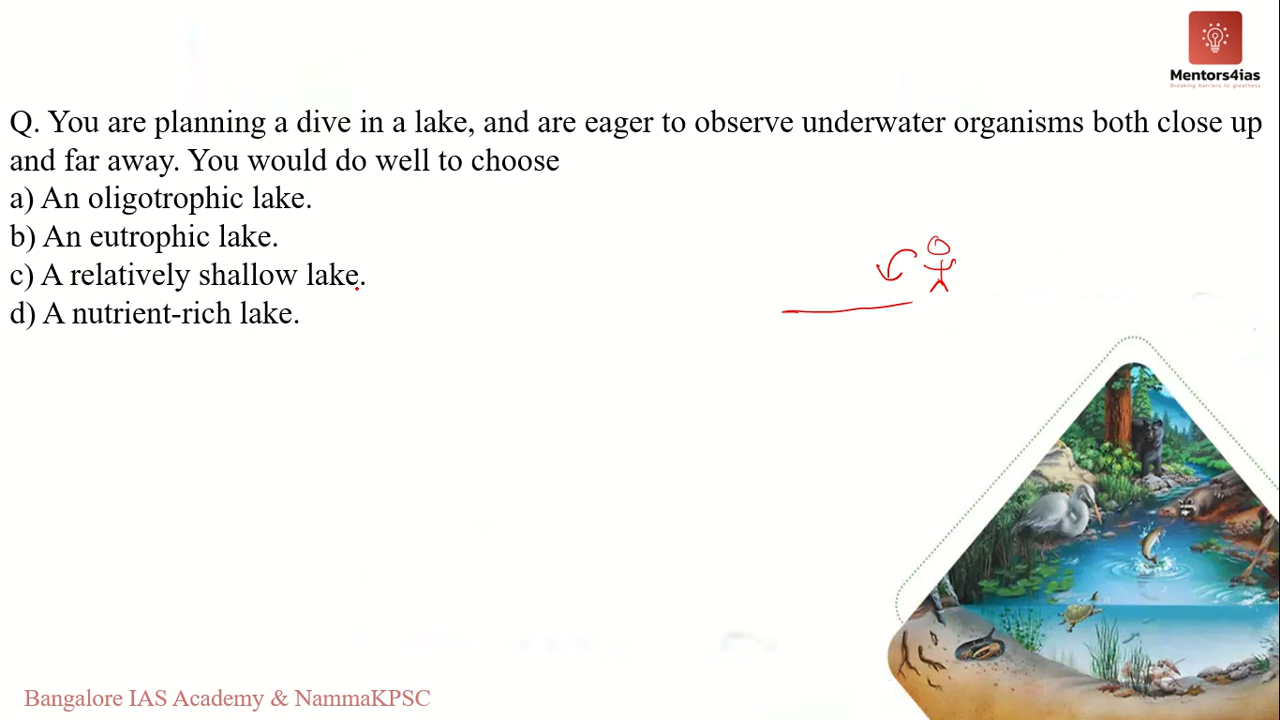 Mentors4ias
Breaking barriers to greatness
Q. You are planning a dive in a lake, and are eager to observe underwater organisms both close up
and far away. You would do well to choose
a) An oligotrophic lake.
b) An eutrophic lake.
c) A relatively shallow lake.
d) A nutrient-rich lake.
Bangalore IAS Academy & NammaKPSC